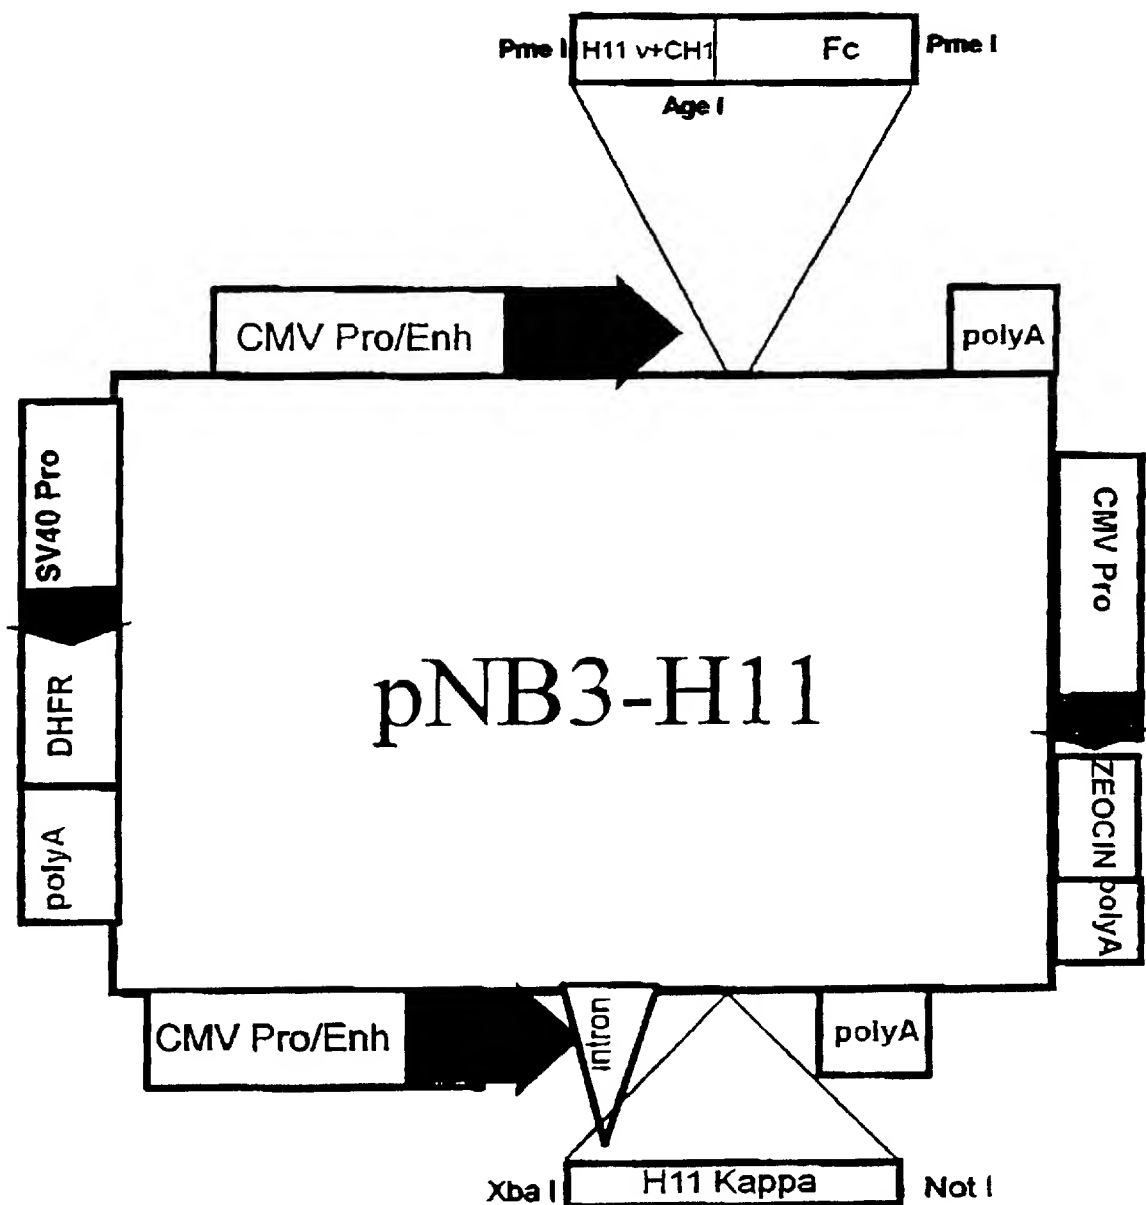 Pme I
H11 v+CH1
Fc
Pme I
Age I
CMV Pro/Enh
polyA
SV40 Pro
DHFR
polyA
CMV Pro
ZEOCIN
polyA
pNB3-H11
CMV Pro/Enh
intron
polyA
Xba I
H11 Kappa
Not I